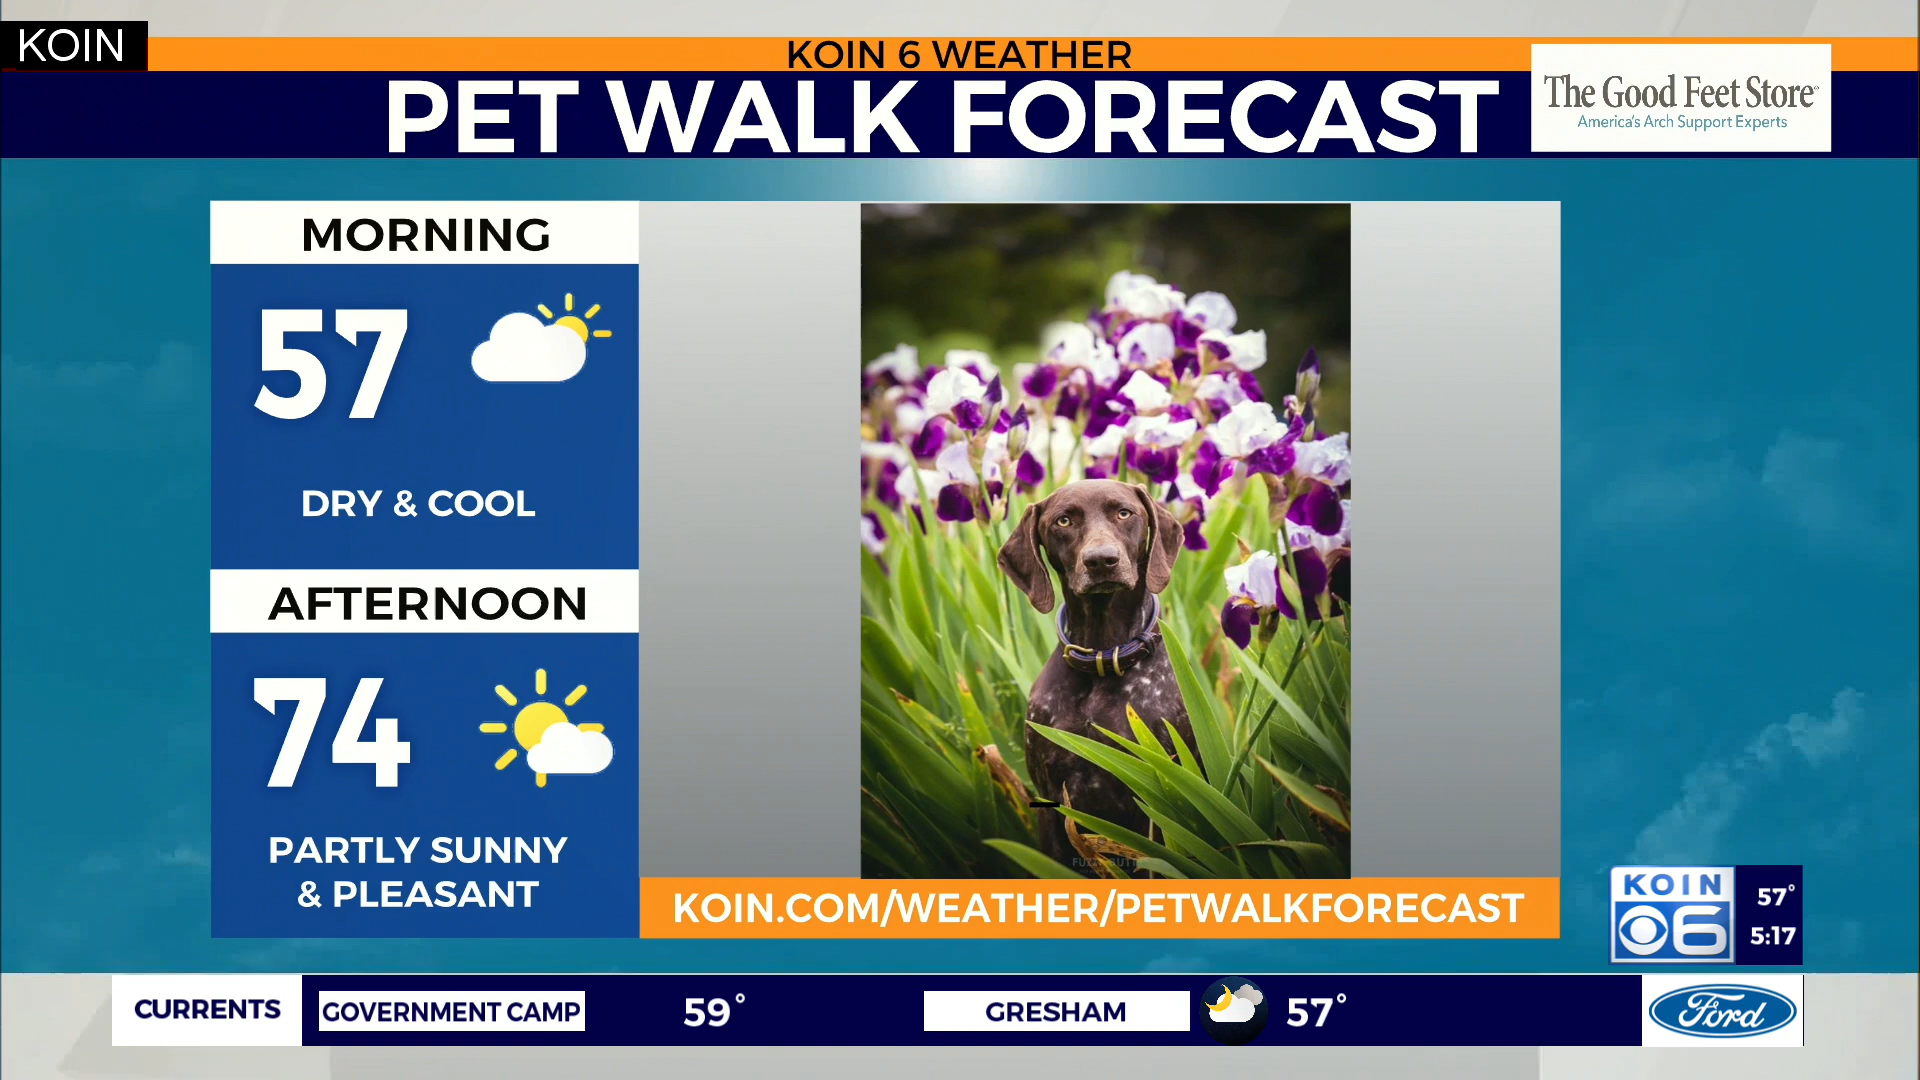 KOIN
KOIN 6 WEATHER
PET WALK FORECAST
The Good Feet Store
America's Arch Support Experts
MORNING
57
DRY & COOL
AFTERNOON
74
PARTLY SUNNY
& PLEASANT
KOIN.COM/WEATHER/PETWALKFORECAST
KOIN
6
57°
5:17
CURRENTS
GOVERNMENT CAMP
59°
GRESHAM
57°
Ford